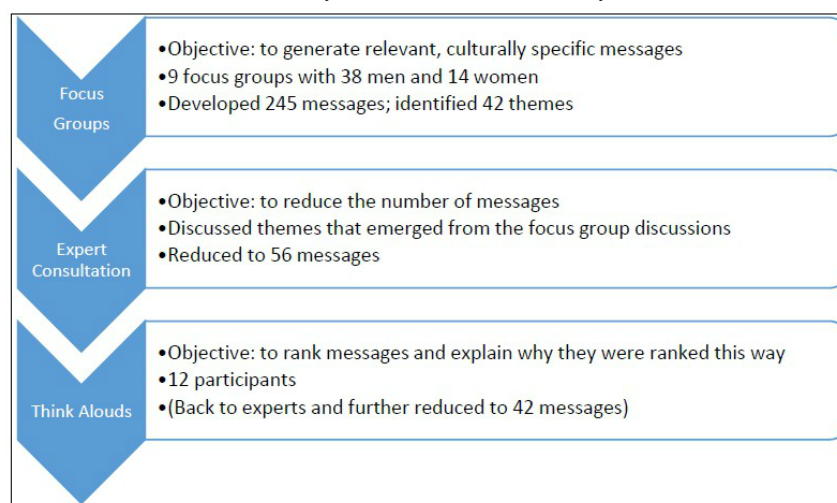 Focus
Groups
•Objective: to generate relevant, culturally specific messages
•9 focus groups with 38 men and 14 women
•Developed 245 messages; identified 42 themes
Expert
Consultation
•Objective: to reduce the number of messages
•Discussed themes that emerged from the focus group discussions
•Reduced to 56 messages
Think Alouds
•Objective: to rank messages and explain why they were ranked this way
•12 participants
•(Back to experts and further reduced to 42 messages)